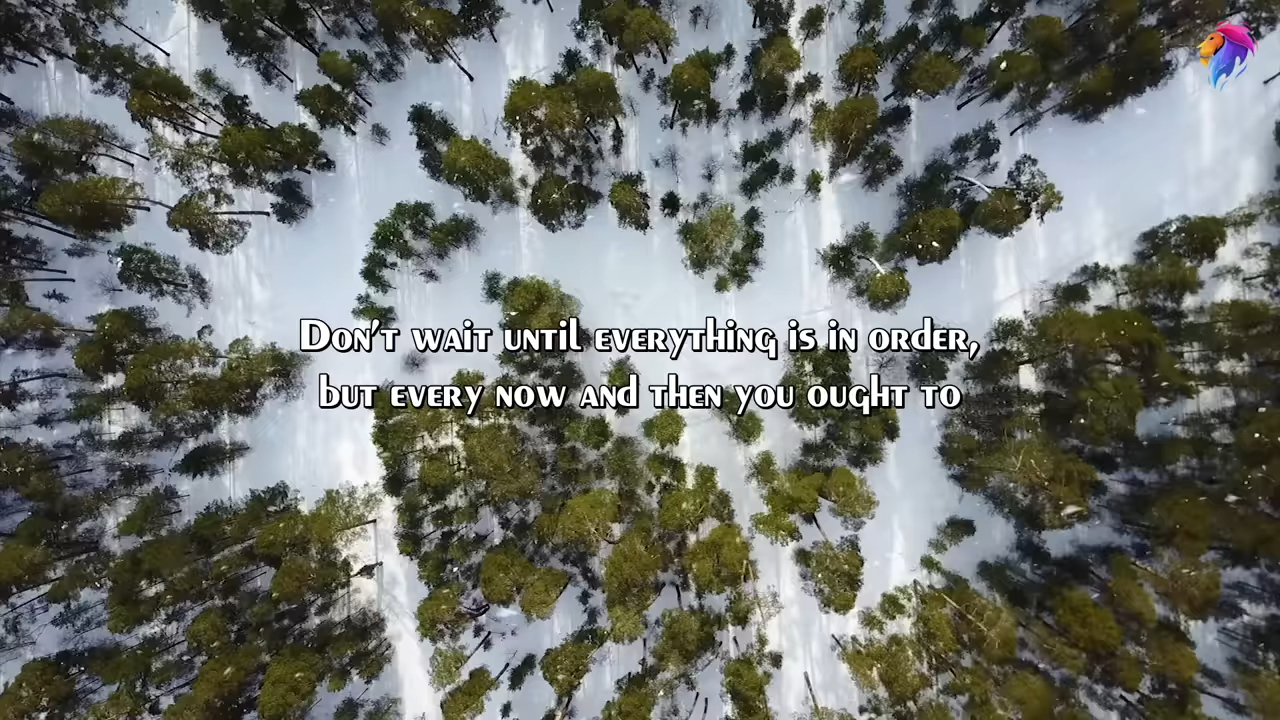 Don't wait until everything is in order,
but every now and then you ought to